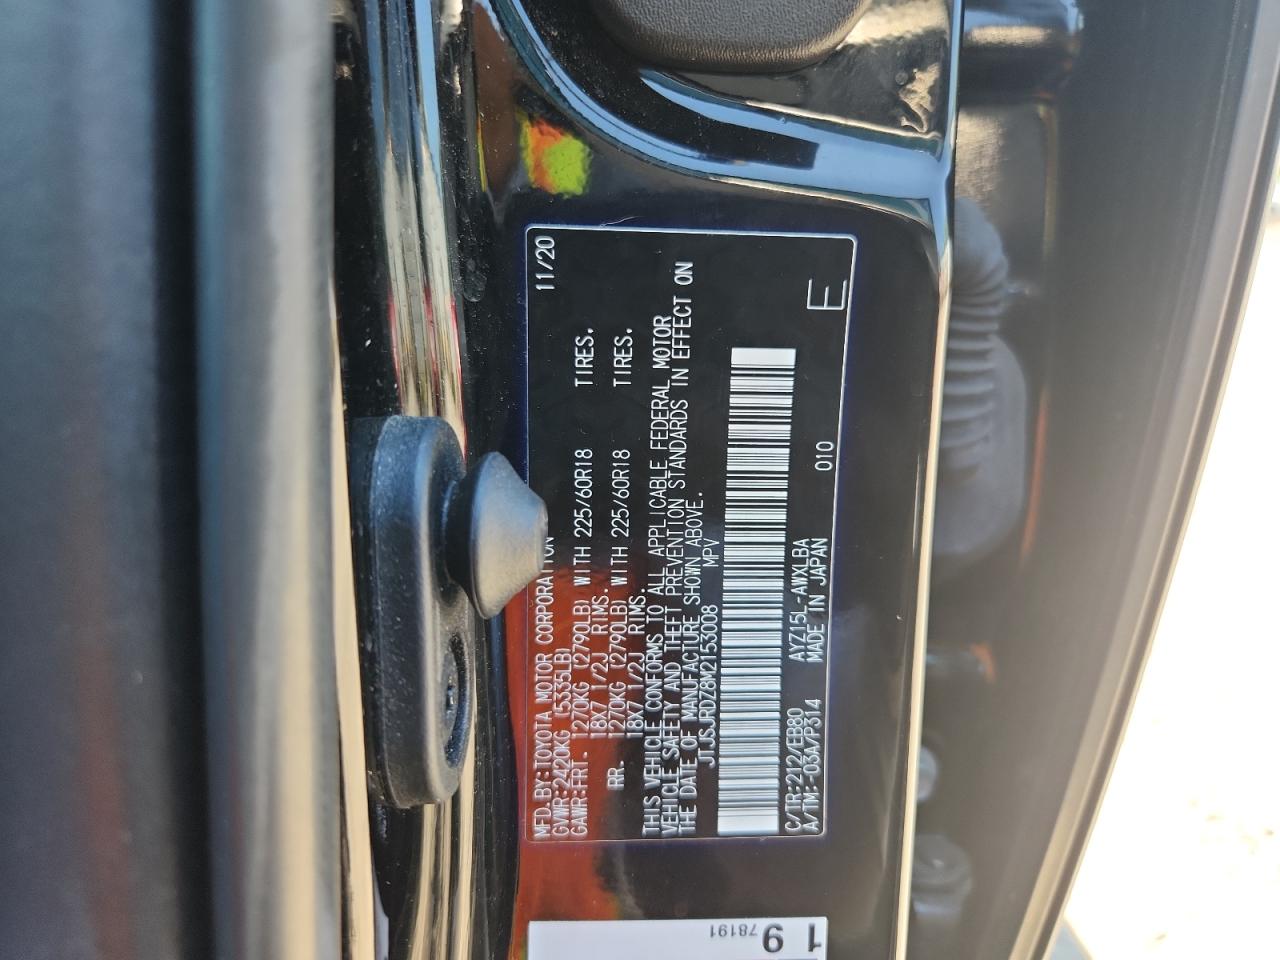 MFD.BY:TOYOTA MOTOR CORPORATION 11/20
GVWR:2420KG (5335LB)
GAWR:FRT. 1270KG (2790LB) WITH 225/60R18 TIRES.
18X7 1/2J RIMS.
RR. 1270KG (2790LB) WITH 225/60R18 TIRES.
18X7 1/2J RIMS.
THIS VEHICLE CONFORMS TO ALL APPLICABLE FEDERAL MOTOR
VEHICLE SAFETY AND THEFT PREVENTION STANDARDS IN EFFECT ON
THE DATE OF MANUFACTURE SHOWN ABOVE.
JTJSJRDZ8M2153008 MPV
C/TR:212/EB80 AYZ15L-AWXLBA
A/TM:-03A/P314 MADE IN JAPAN 010 E
78191
19